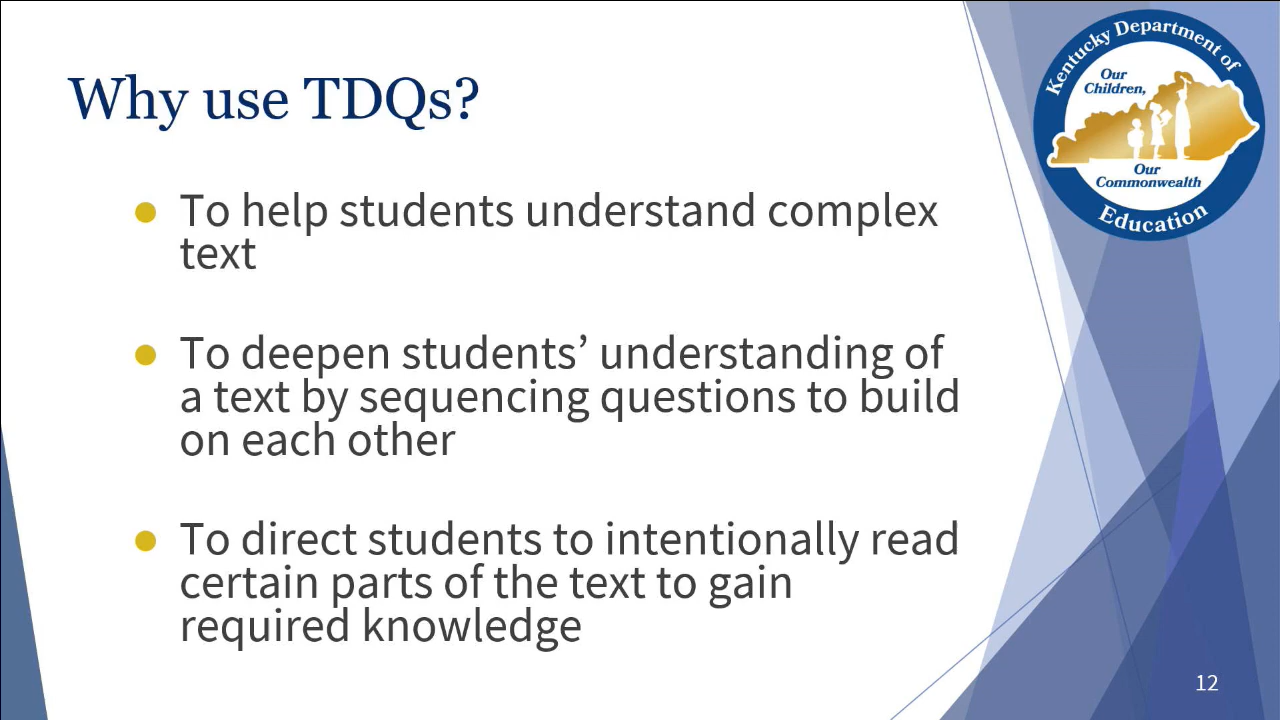 Why use TDQs?
To help students understand complex
text
To deepen students’ understanding of
a text by sequencing questions to build
on each other
To direct students to intentionally read
certain parts of the text to gain
required knowledge
Kentucky Department of
Our
Children,
Our
Commonwealth
Education
12